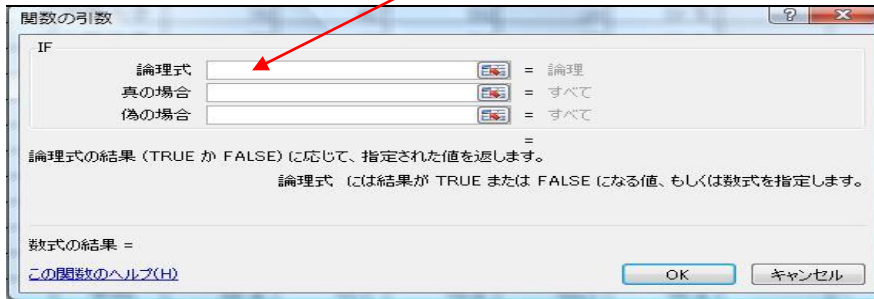 関数の引数
IF
論理式 = 論理
真の場合 = すべて
偽の場合 = すべて
=
論理式の結果 (TRUE か FALSE) に応じて、指定された値を返します。
論理式 には結果が TRUE または FALSE になる値、もしくは数式を指定します。
数式の結果 =
この関数のヘルプ(H)
OK
キャンセル